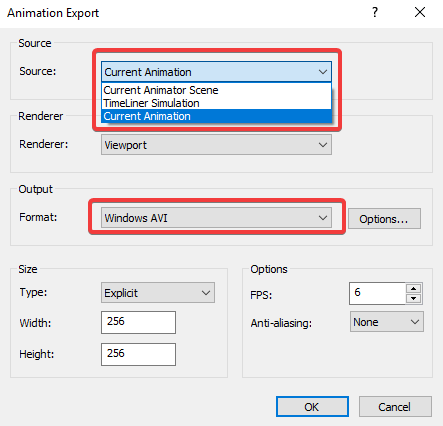 Animation Export ? ×
Source
Source: Current Animation
Current Animator Scene
TimeLiner Simulation
Current Animation
Renderer
Renderer: Viewport
Output
Format: Windows AVI Options...
Size Options
Type: Explicit FPS: 6
Width: 256 Anti-aliasing: None
Height: 256
OK Cancel